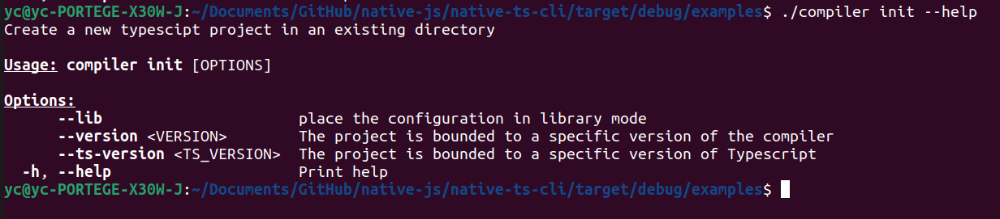 yc@yc-PORTEGE-X30W-J:~/Documents/GitHub/native-js/native-ts-cli/target/debug/examples$ ./compiler init --help
Create a new typescipt project in an existing directory
Usage: compiler init [OPTIONS]
Options:
--lib place the configuration in library mode
--version <VERSION> The project is bounded to a specific version of the compiler
--ts-version <TS_VERSION> The project is bounded to a specific version of Typescript
-h, --help Print help
yc@yc-PORTEGE-X30W-J:~/Documents/GitHub/native-js/native-ts-cli/target/debug/examples$